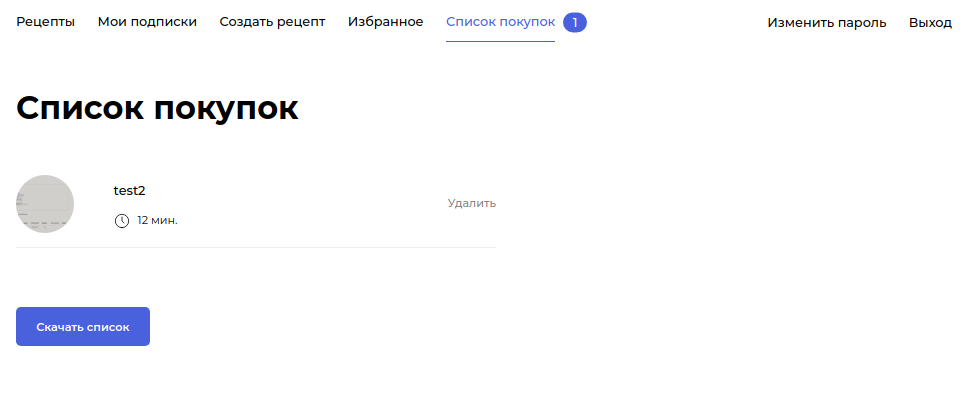 Рецепты Мои подписки Создать рецепт Избранное Список покупок 1 Изменить пароль Выход
Список покупок
test2
12 мин.
Удалить
Скачать список